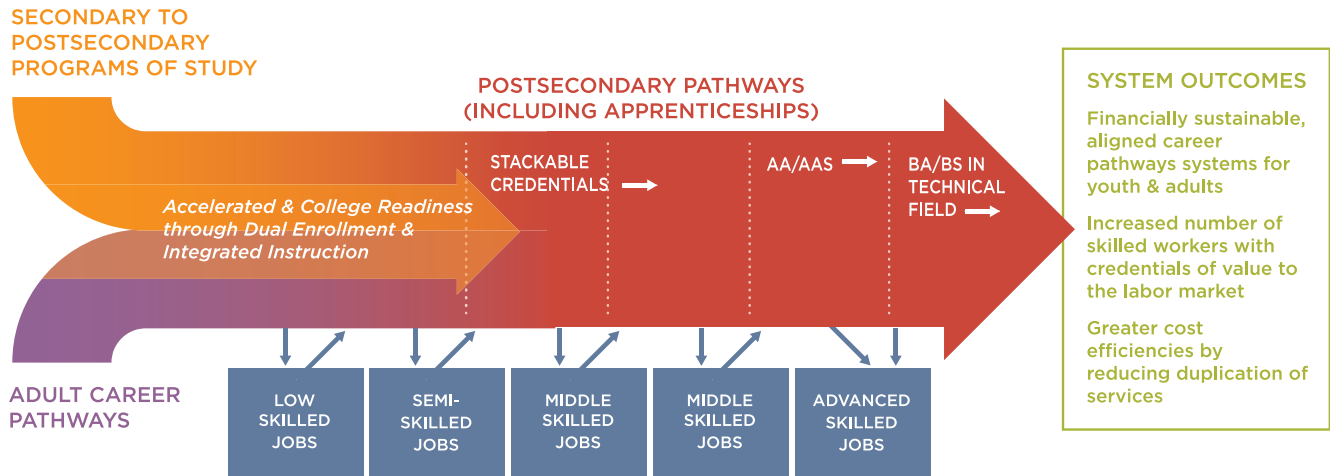 SECONDARY TO
POSTSECONDARY
PROGRAMS OF STUDY
POSTSECONDARY PATHWAYS
(INCLUDING APPRENTICESHIPS)
STACKABLE
CREDENTIALS
AA/AAS
BA/BS IN
TECHNICAL
FIELD
Accelerated & College Readiness
through Dual Enrollment &
Integrated Instruction
ADULT CAREER
PATHWAYS
LOW
SKILLED
JOBS
SEMI-
SKILLED
JOBS
MIDDLE
SKILLED
JOBS
MIDDLE
SKILLED
JOBS
ADVANCED
SKILLED
JOBS
SYSTEM OUTCOMES
Financially sustainable,
aligned career
pathways systems for
youth & adults
Increased number of
skilled workers with
credentials of value to
the labor market
Greater cost
efficiencies by
reducing duplication of
services